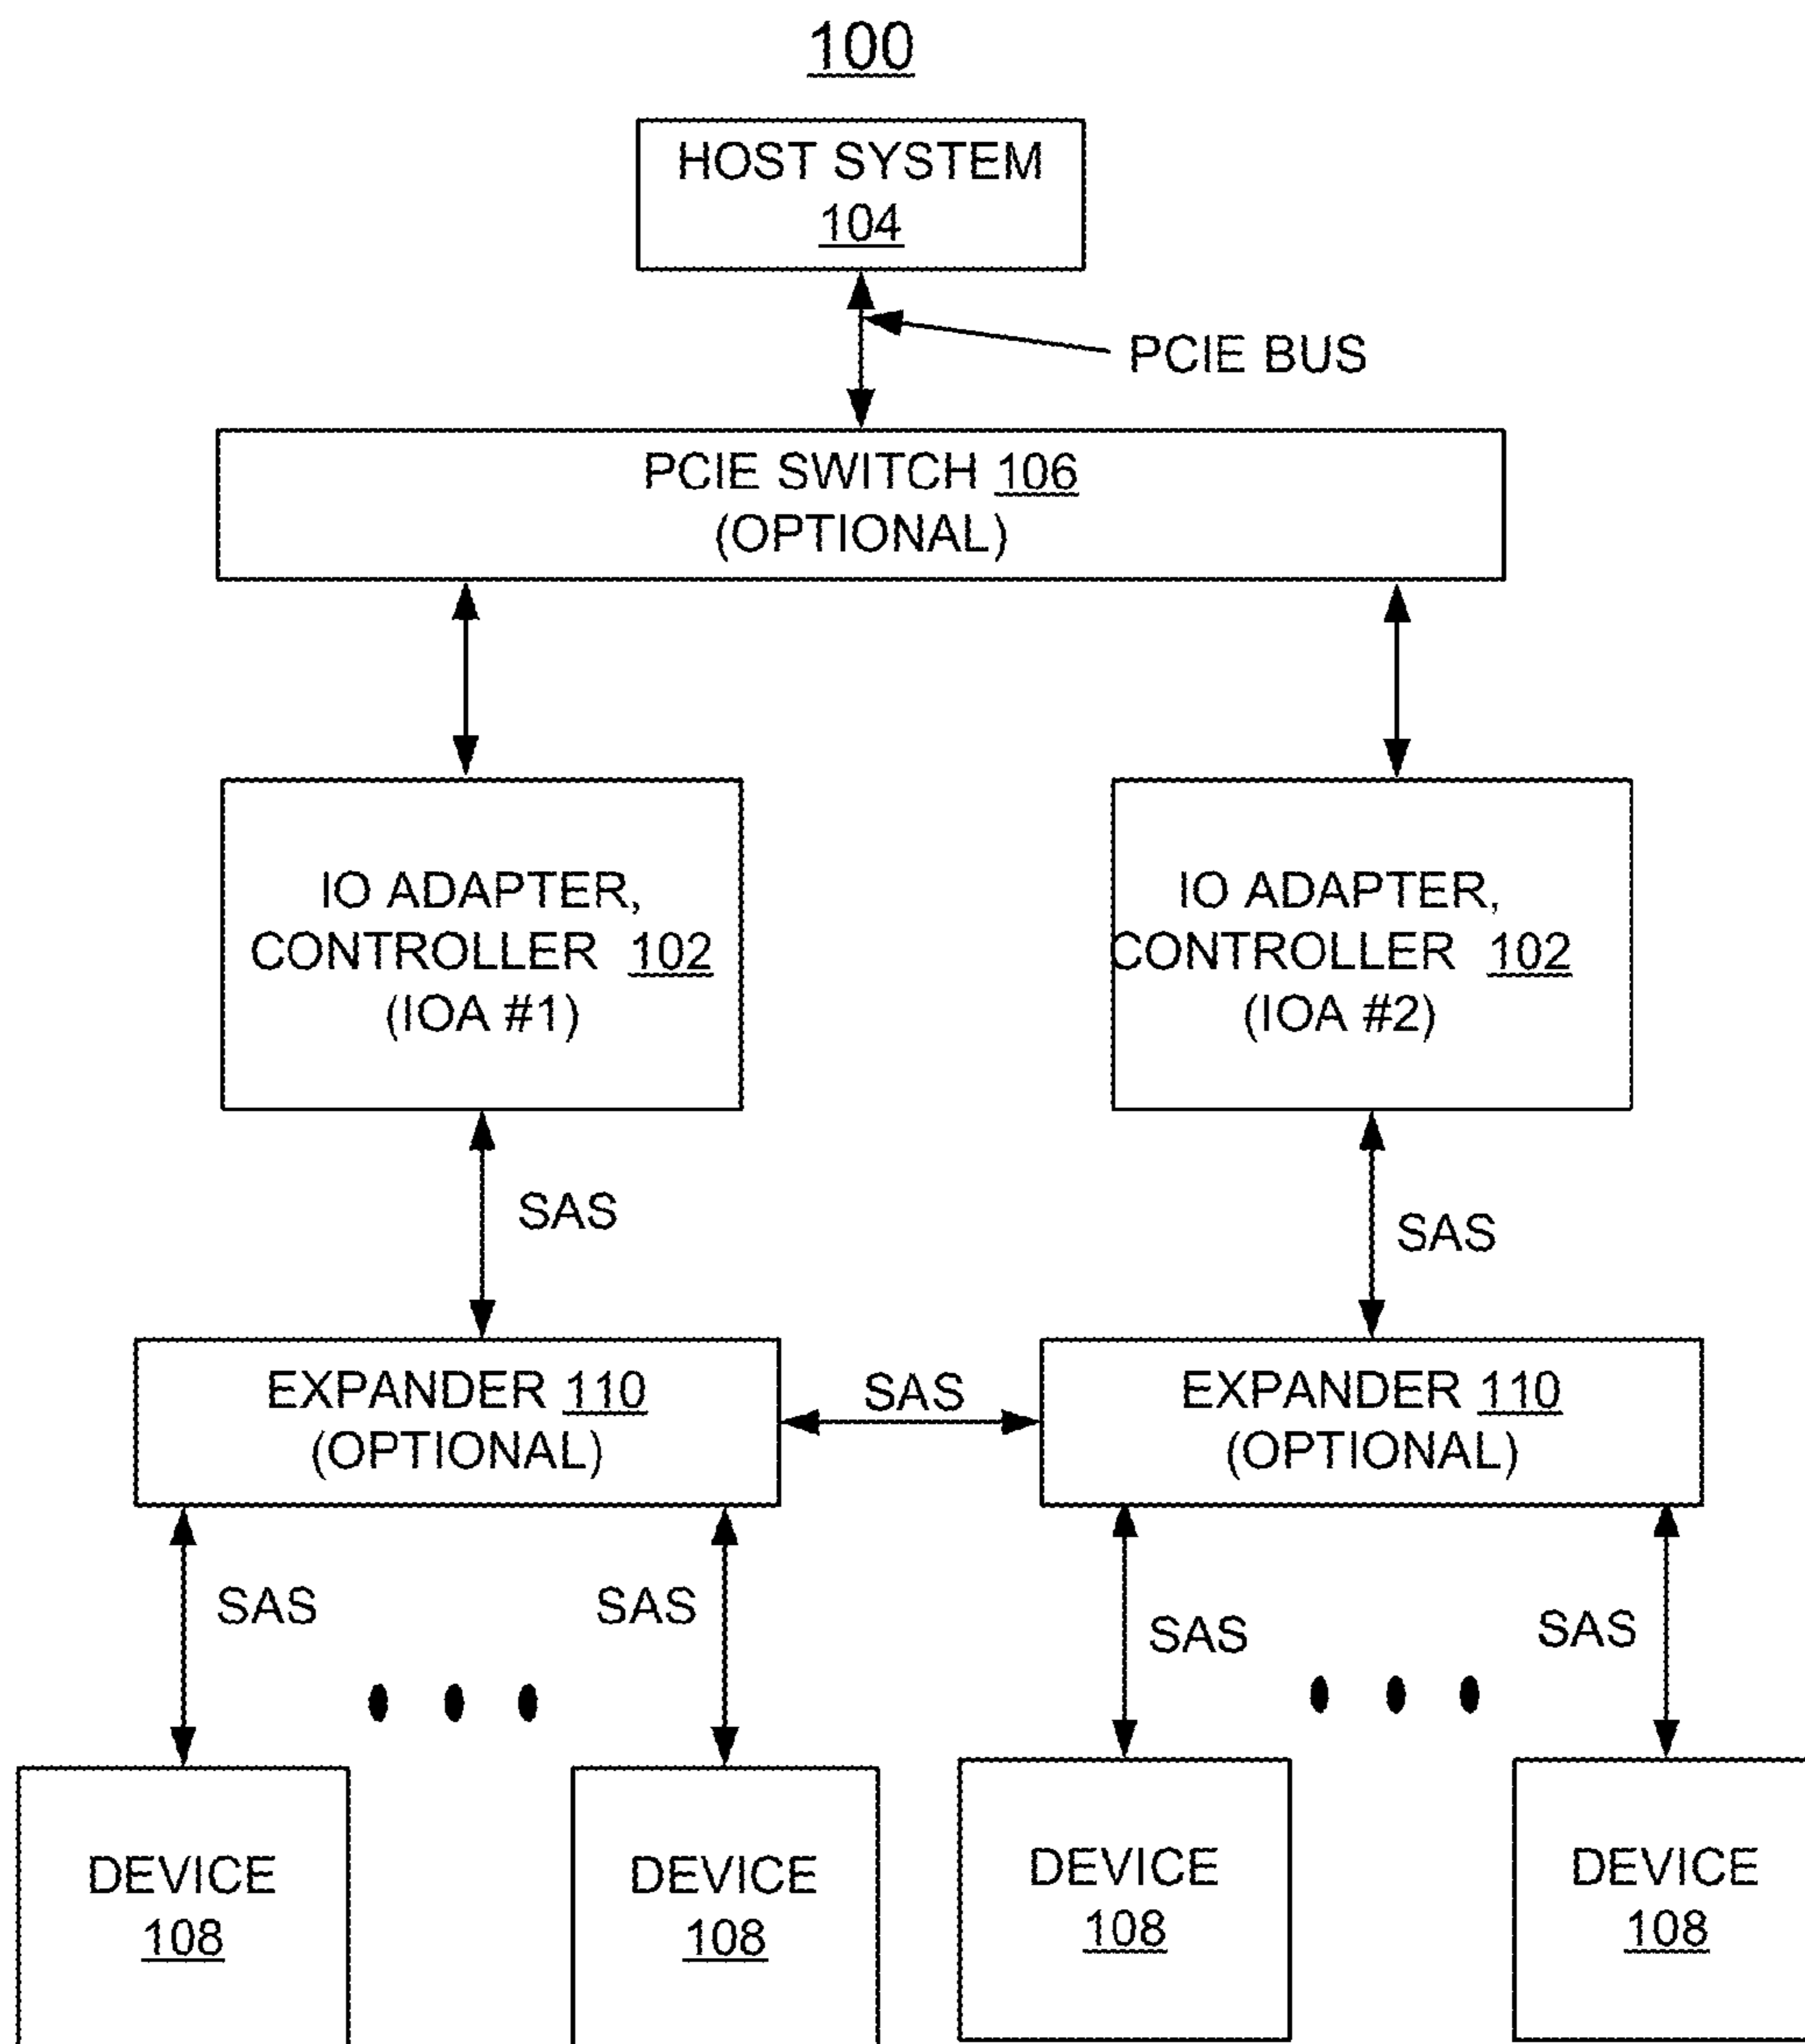 100
HOST SYSTEM
104
PCIE BUS
PCIE SWITCH 106
(OPTIONAL)
IO ADAPTER,
CONTROLLER 102
(IOA #1)
IO ADAPTER,
CONTROLLER 102
(IOA #2)
SAS
SAS
EXPANDER 110
(OPTIONAL)
SAS
EXPANDER 110
(OPTIONAL)
SAS
SAS
SAS
SAS
DEVICE
108
DEVICE
108
DEVICE
108
DEVICE
108